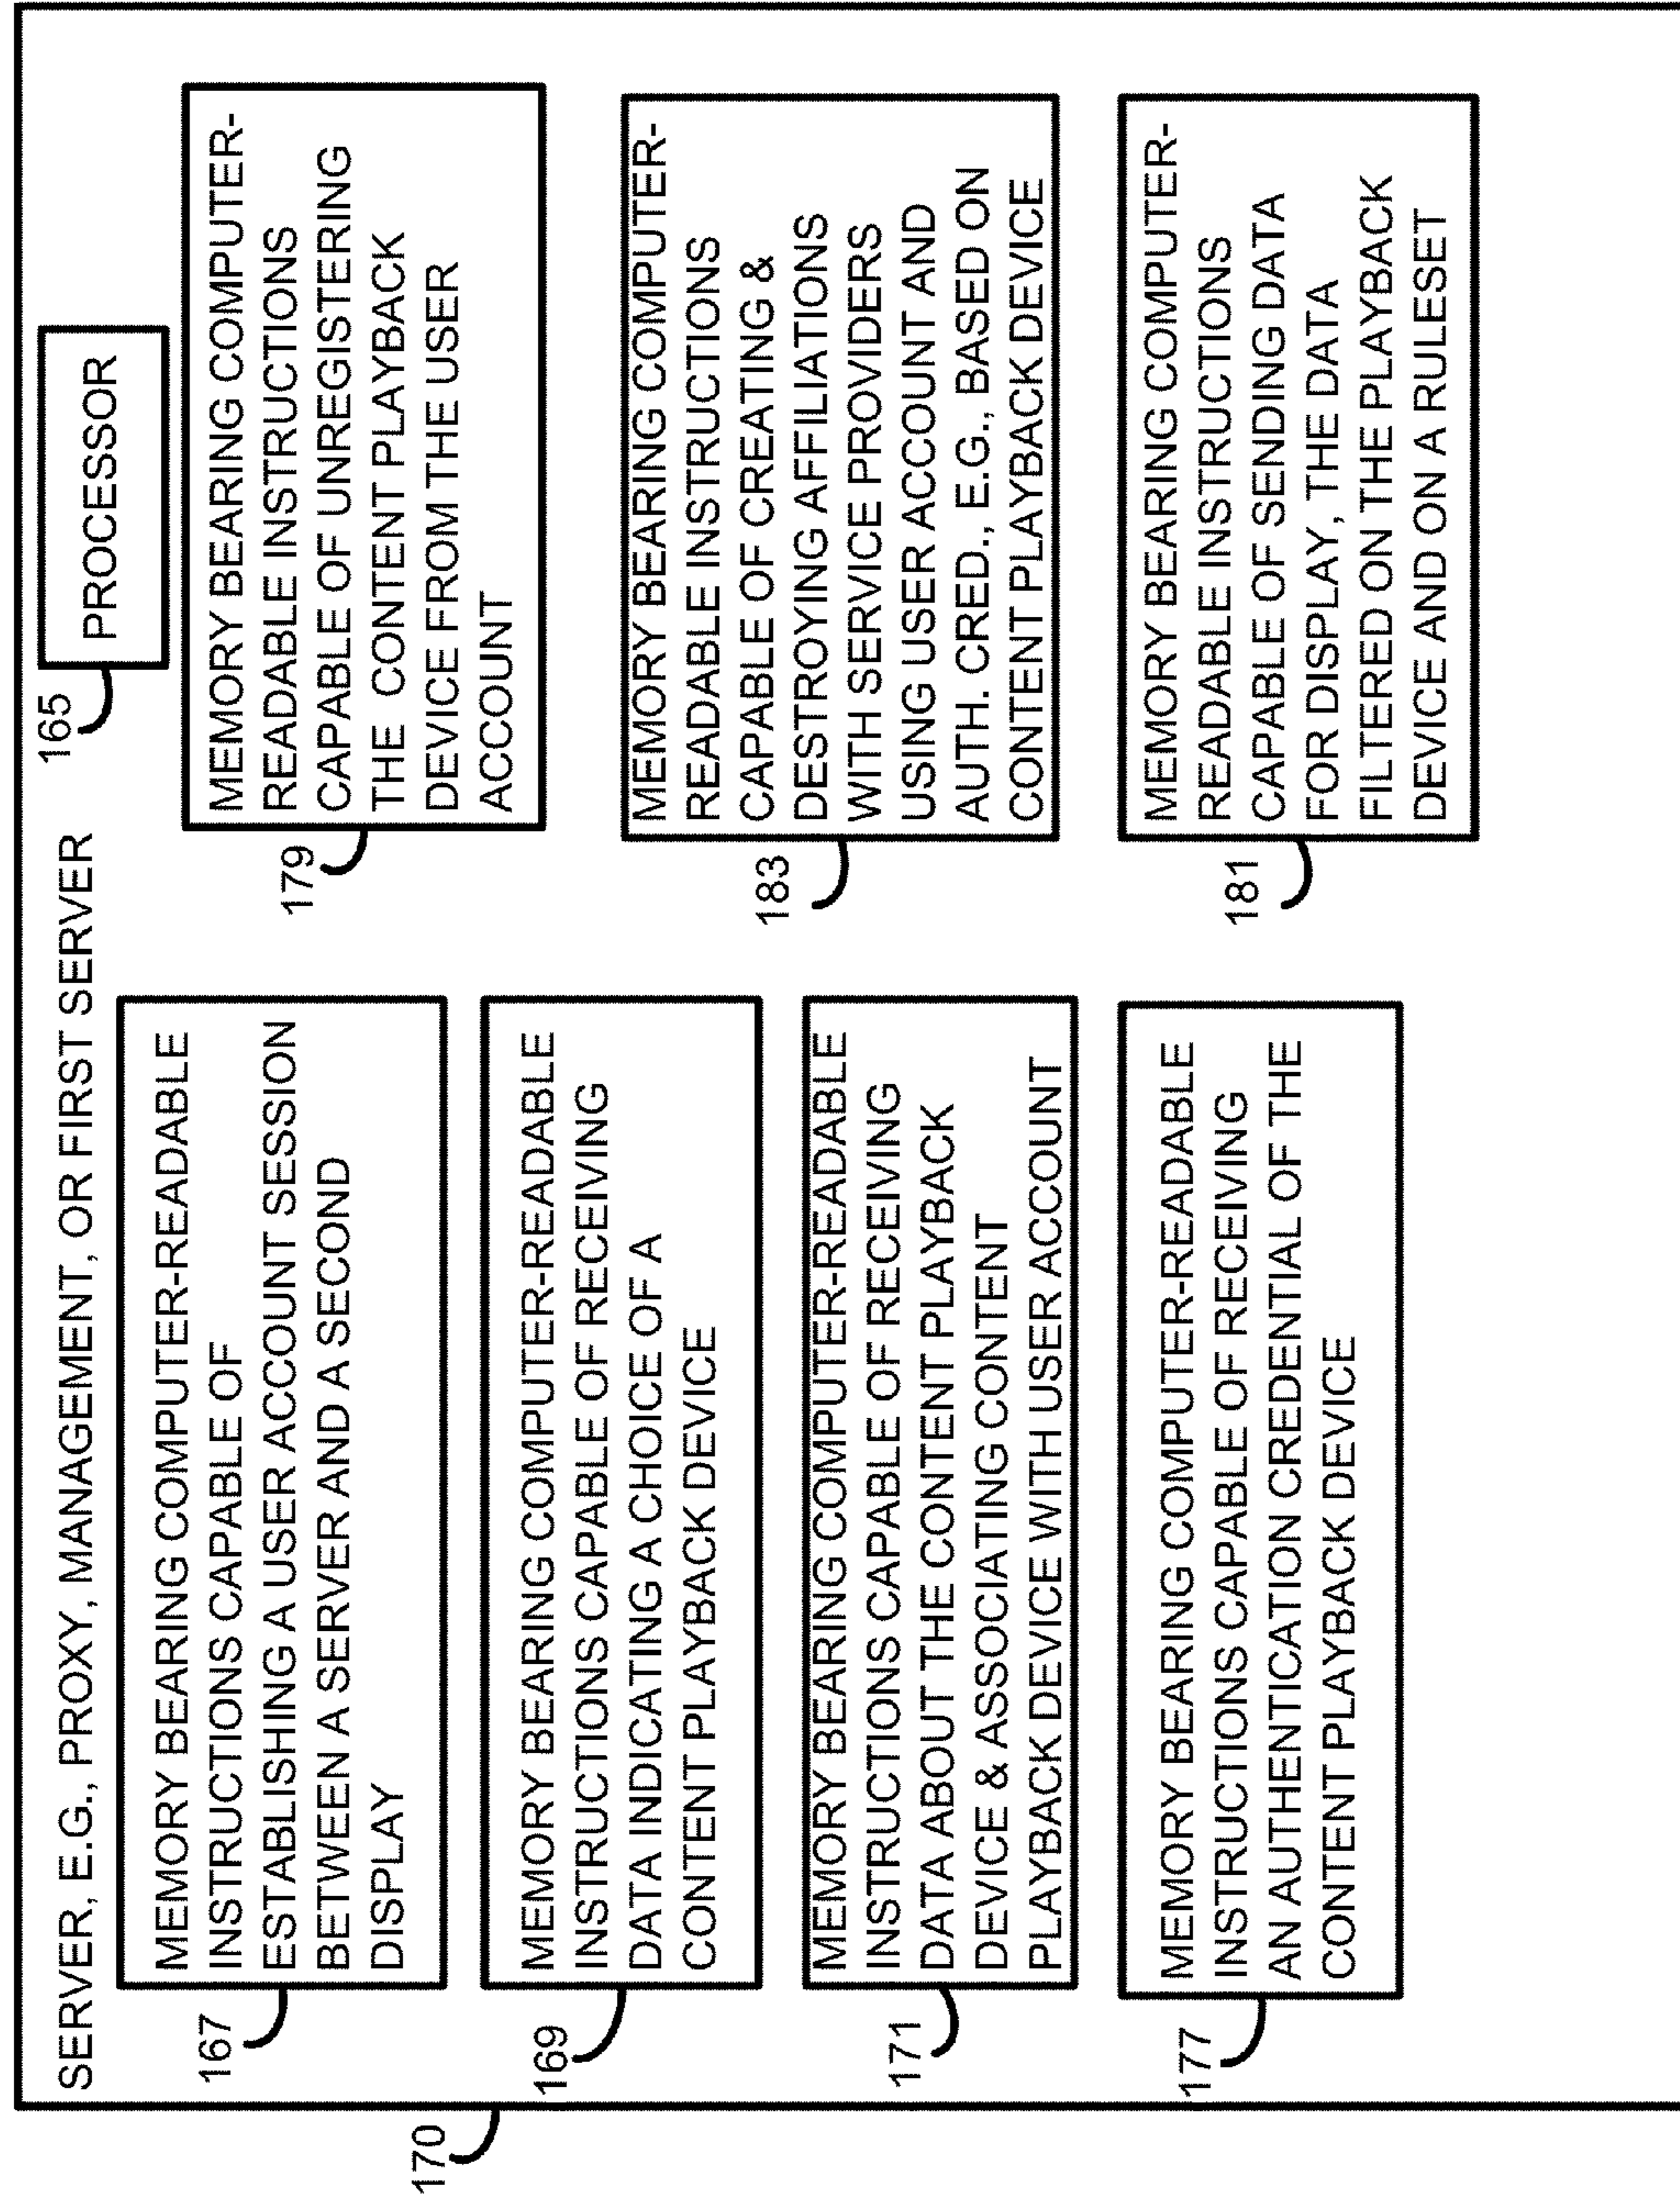 SERVER, E.G., PROXY, MANAGEMENT, OR FIRST SERVER
170
165
PROCESSOR
167
MEMORY BEARING COMPUTER-READABLE
INSTRUCTIONS CAPABLE OF
ESTABLISHING A USER ACCOUNT SESSION
BETWEEN A SERVER AND A SECOND
DISPLAY
169
MEMORY BEARING COMPUTER-READABLE
INSTRUCTIONS CAPABLE OF RECEIVING
DATA INDICATING A CHOICE OF A
CONTENT PLAYBACK DEVICE
171
MEMORY BEARING COMPUTER-READABLE
INSTRUCTIONS CAPABLE OF RECEIVING
DATA ABOUT THE CONTENT PLAYBACK
DEVICE & ASSOCIATING CONTENT
PLAYBACK DEVICE WITH USER ACCOUNT
177
MEMORY BEARING COMPUTER-READABLE
INSTRUCTIONS CAPABLE OF RECEIVING
AN AUTHENTICATION CREDENTIAL OF THE
CONTENT PLAYBACK DEVICE
179
MEMORY BEARING COMPUTER-
READABLE INSTRUCTIONS
CAPABLE OF UNREGISTERING
THE CONTENT PLAYBACK
DEVICE FROM THE USER
ACCOUNT
183
MEMORY BEARING COMPUTER-
READABLE INSTRUCTIONS
CAPABLE OF CREATING &
DESTROYING AFFILIATIONS
WITH SERVICE PROVIDERS
USING USER ACCOUNT AND
AUTH. CRED., E.G., BASED ON
CONTENT PLAYBACK DEVICE
181
MEMORY BEARING COMPUTER-
READABLE INSTRUCTIONS
CAPABLE OF SENDING DATA
FOR DISPLAY, THE DATA
FILTERED ON THE PLAYBACK
DEVICE AND ON A RULESET